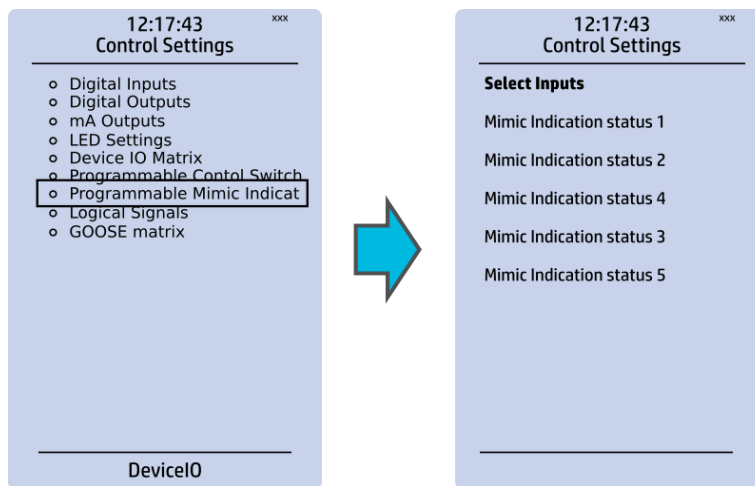 12:17:43 xxx
Control Settings
Digital Inputs
Digital Outputs
mA Outputs
LED Settings
Device IO Matrix
Programmable Contol Switch
Programmable Mimic Indicat
Logical Signals
GOOSE matrix
DeviceIO
12:17:43 xxx
Control Settings
Select Inputs
Mimic Indication status 1
Mimic Indication status 2
Mimic Indication status 4
Mimic Indication status 3
Mimic Indication status 5